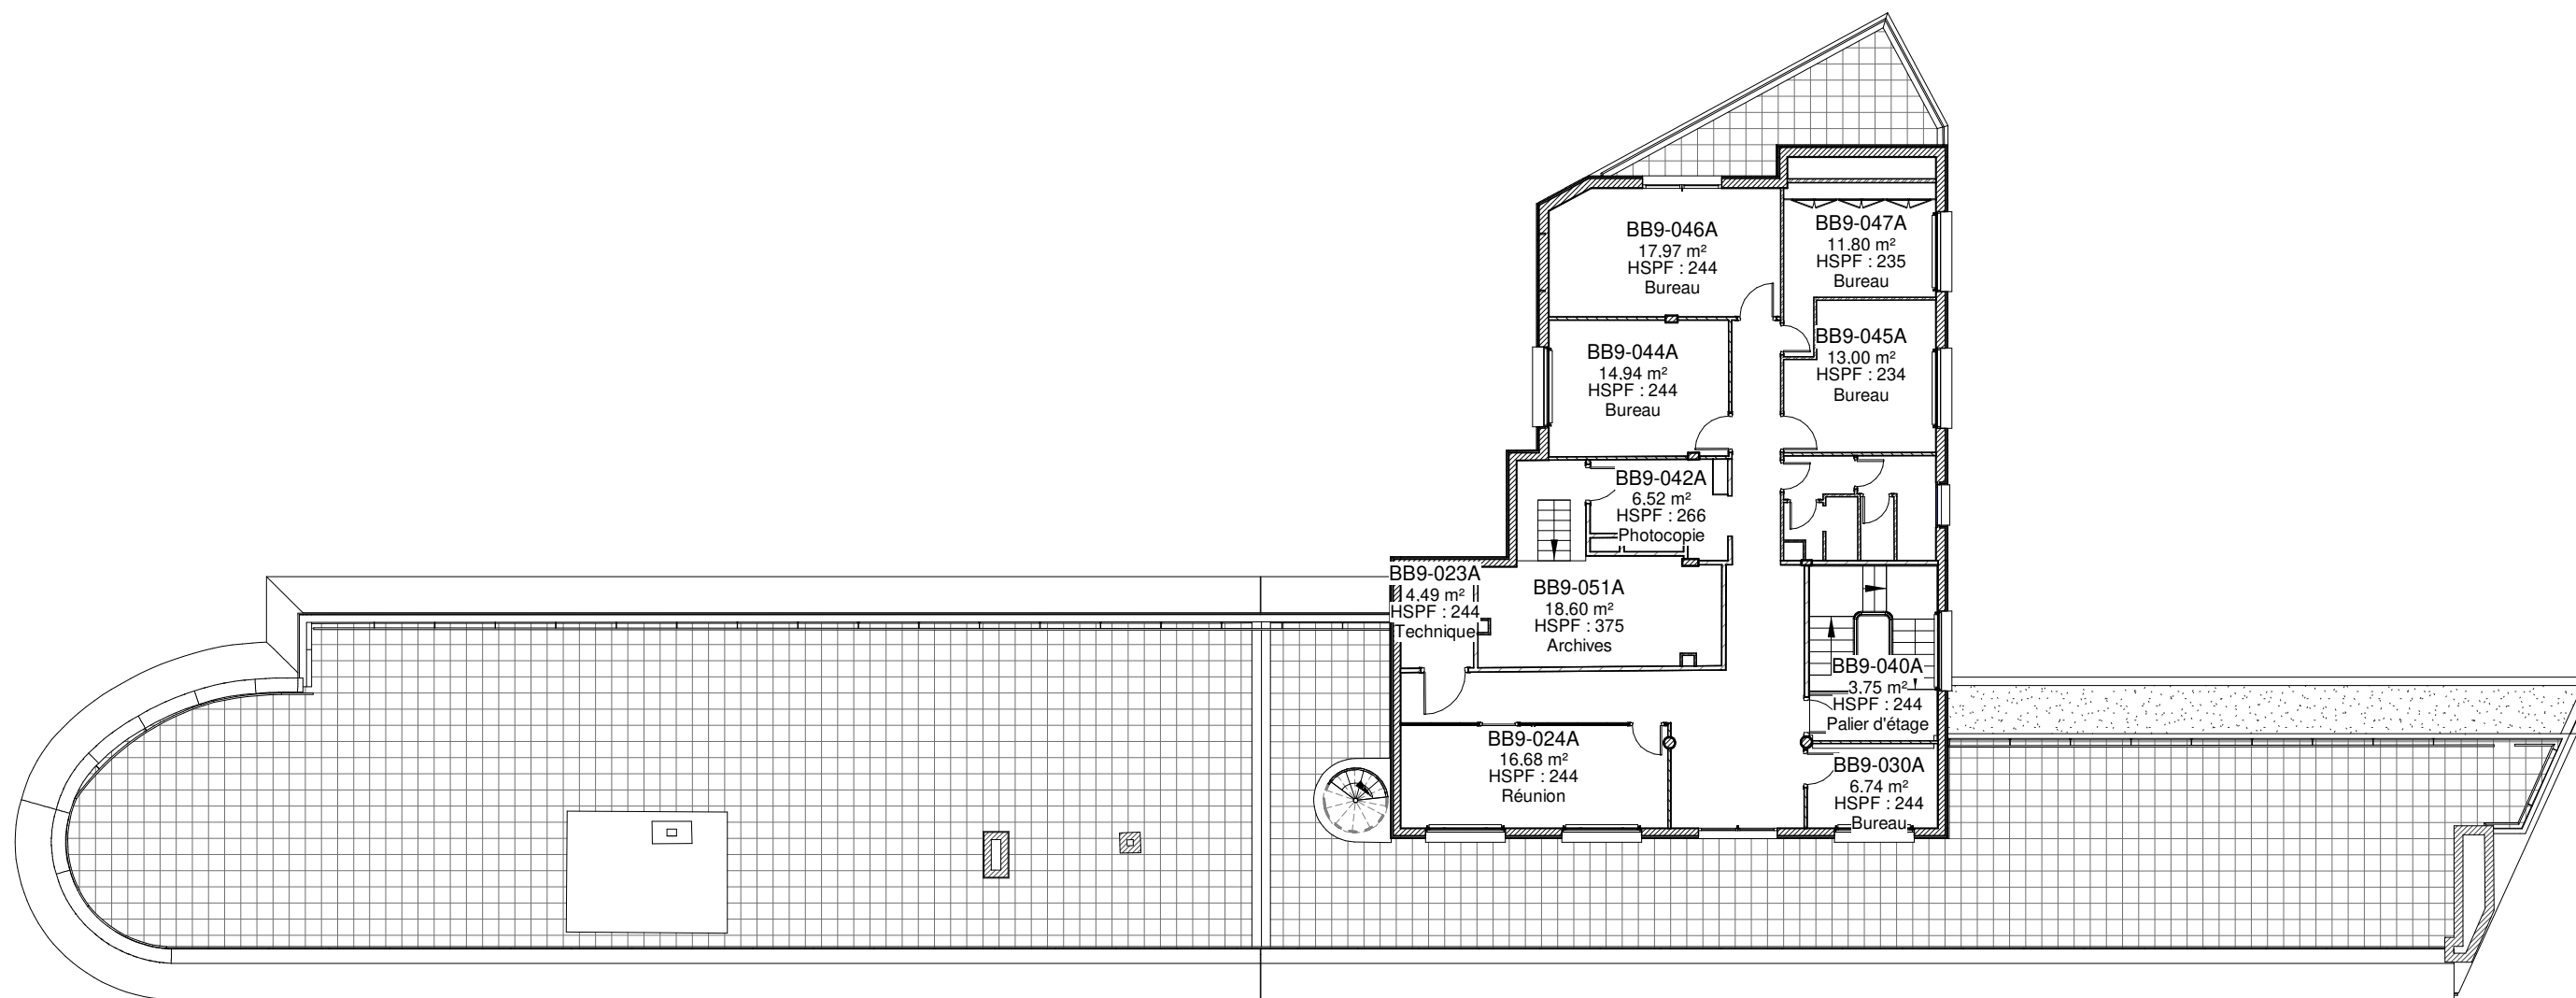 BB9-046A
17.97 m²
HSPF : 244
Bureau
BB9-047A
11.80 m²
HSPF : 235
Bureau
BB9-044A
14.94 m²
HSPF : 244
Bureau
BB9-045A
13.00 m²
HSPF : 234
Bureau
BB9-042A
6.52 m²
HSPF : 266
Photocopie
BB9-023A
4.49 m²
HSPF : 244
Technique
BB9-051A
18.60 m²
HSPF : 375
Archives
BB9-040A
3.75 m²
HSPF : 244
Palier d'étage
BB9-024A
16.68 m²
HSPF : 244
Réunion
BB9-030A
6.74 m²
HSPF : 244
Bureau